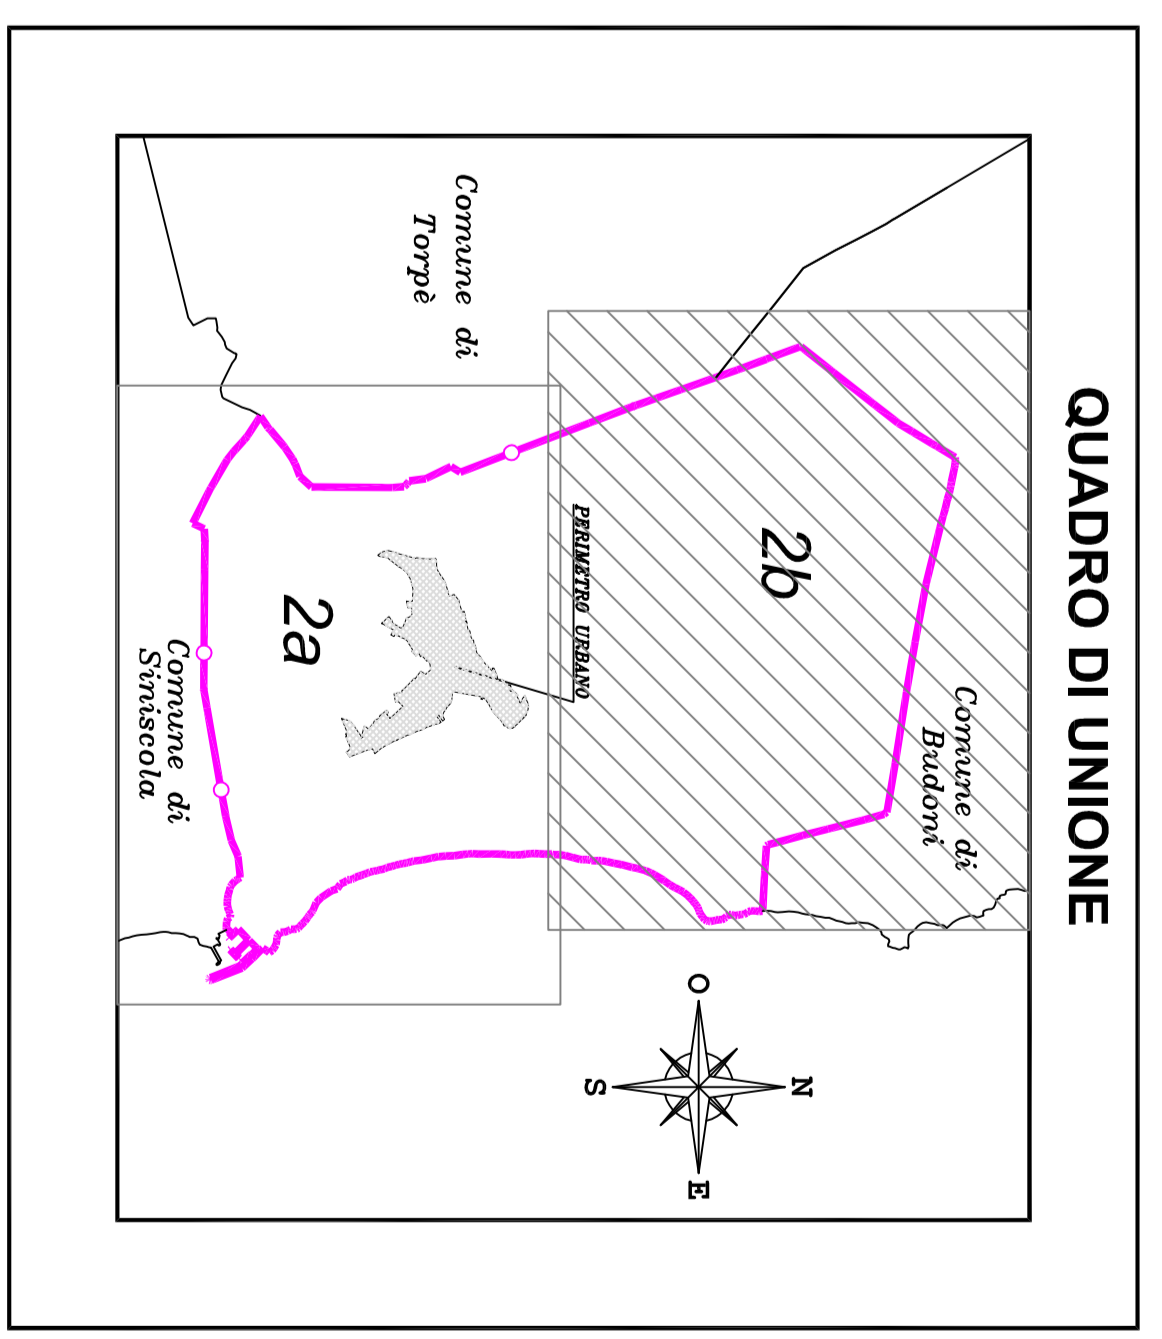 QUADRO DI UNIONE
Comune di
Budoni
2b
Comune di
Torpè
PERIMETRO URBANO
2a
Comune di
Siniscola
N
O
E
S